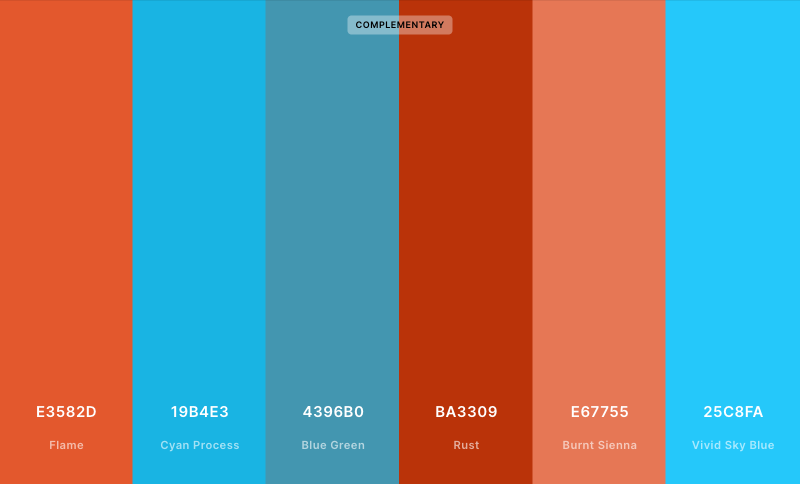 COMPLEMENTARY
E3582D
Flame
19B4E3
Cyan Process
4396B0
Blue Green
BA3309
Rust
E67755
Burnt Sienna
25C8FA
Vivid Sky Blue